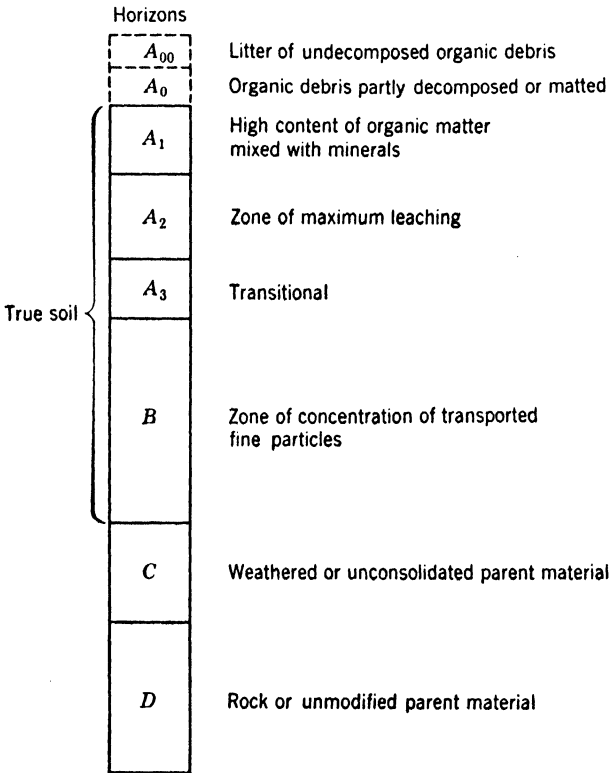 Horizons
A₀₀ Litter of undecomposed organic debris
A₀ Organic debris partly decomposed or matted
A₁ High content of organic matter
mixed with minerals
A₂ Zone of maximum leaching
A₃ Transitional
True soil
B Zone of concentration of transported
fine particles
C Weathered or unconsolidated parent material
D Rock or unmodified parent material